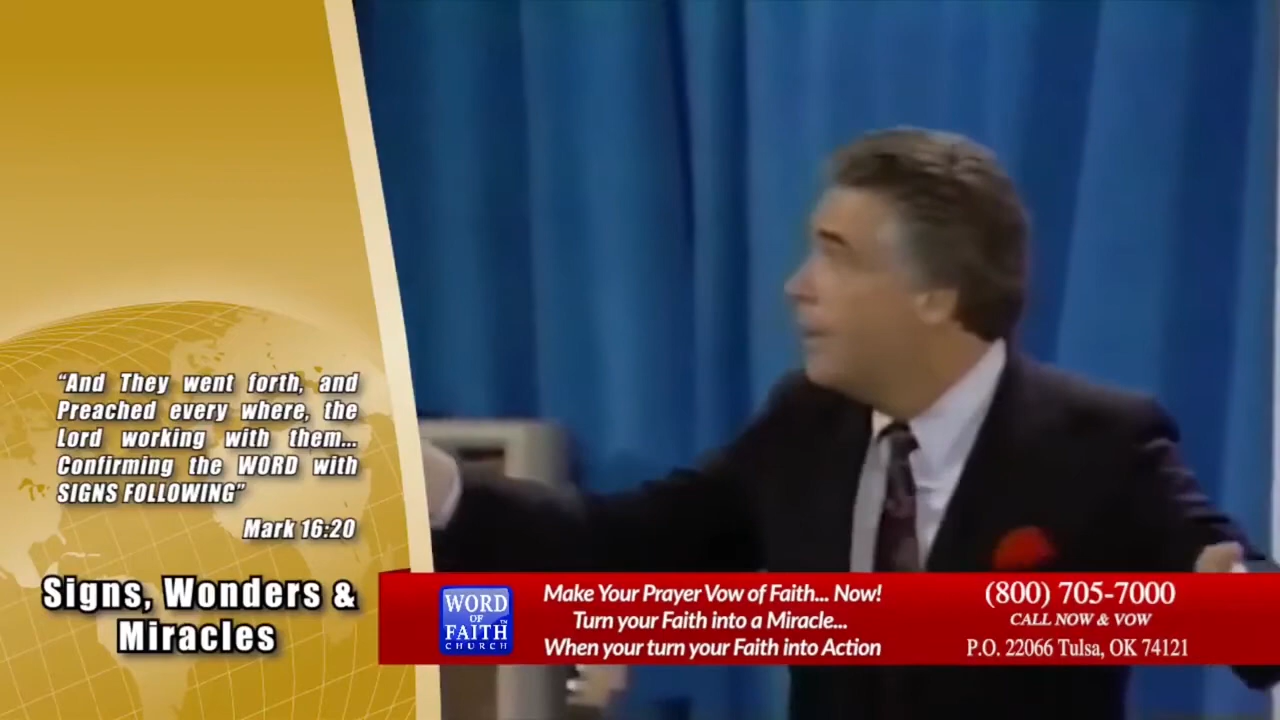 “And They went forth, and
Preached every where, the
Lord working with them...
Confirming the WORD with
SIGNS FOLLOWING”
Mark 16:20
Signs, Wonders &
Miracles
WORD
OF
FAITH
CHURCH
Make Your Prayer Vow of Faith... Now!
Turn your Faith into a Miracle...
When your turn your Faith into Action
(800) 705-7000
CALL NOW & VOW
P.O. 22066 Tulsa, OK 74121